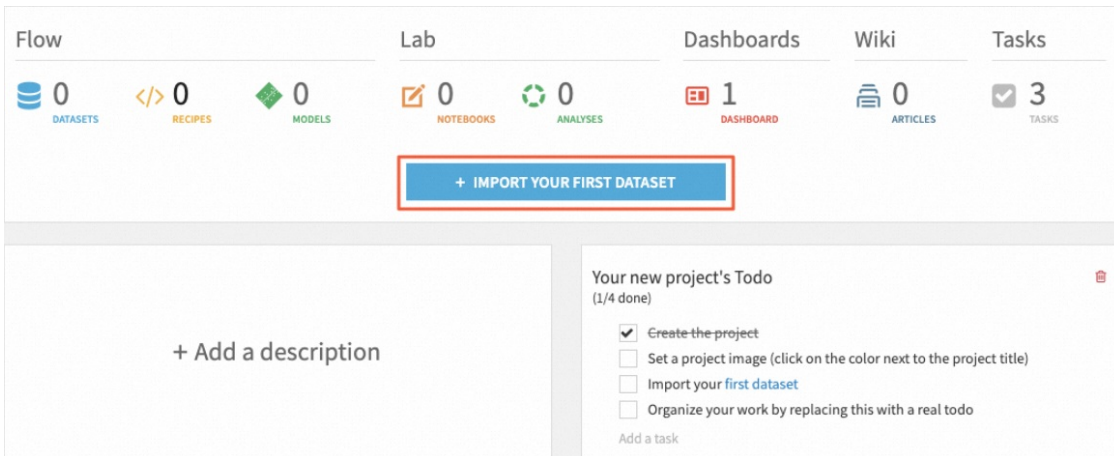 Flow Lab Dashboards Wiki Tasks
0 0 0 0 0 1 0 3
DATASETS RECIPES MODELS NOTEBOOKS ANALYSES DASHBOARD ARTICLES TASKS
+ IMPORT YOUR FIRST DATASET
+ Add a description
Your new project's Todo
(1/4 done)
Create the project
Set a project image (click on the color next to the project title)
Import your first dataset
Organize your work by replacing this with a real todo
Add a task